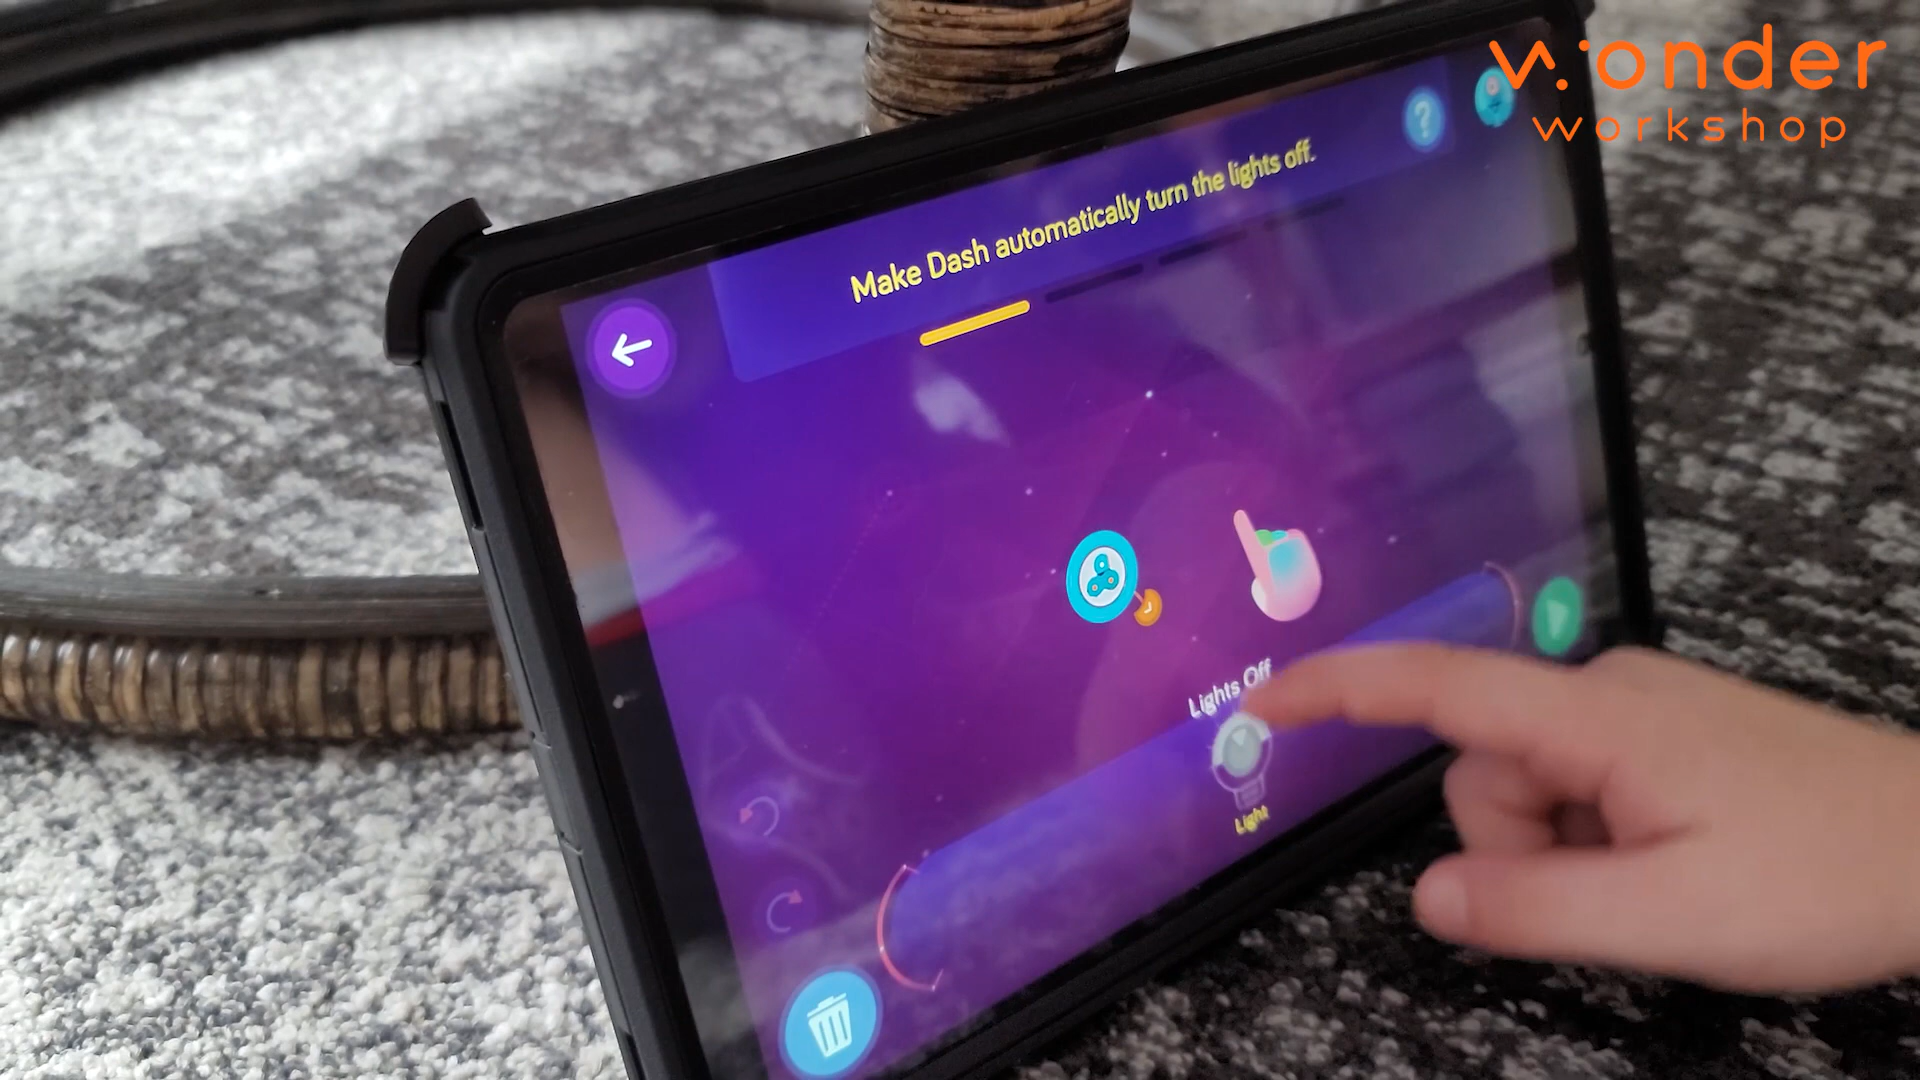 wonder
workshop
?
Make Dash automatically turn the lights off.
Lights Off
Light